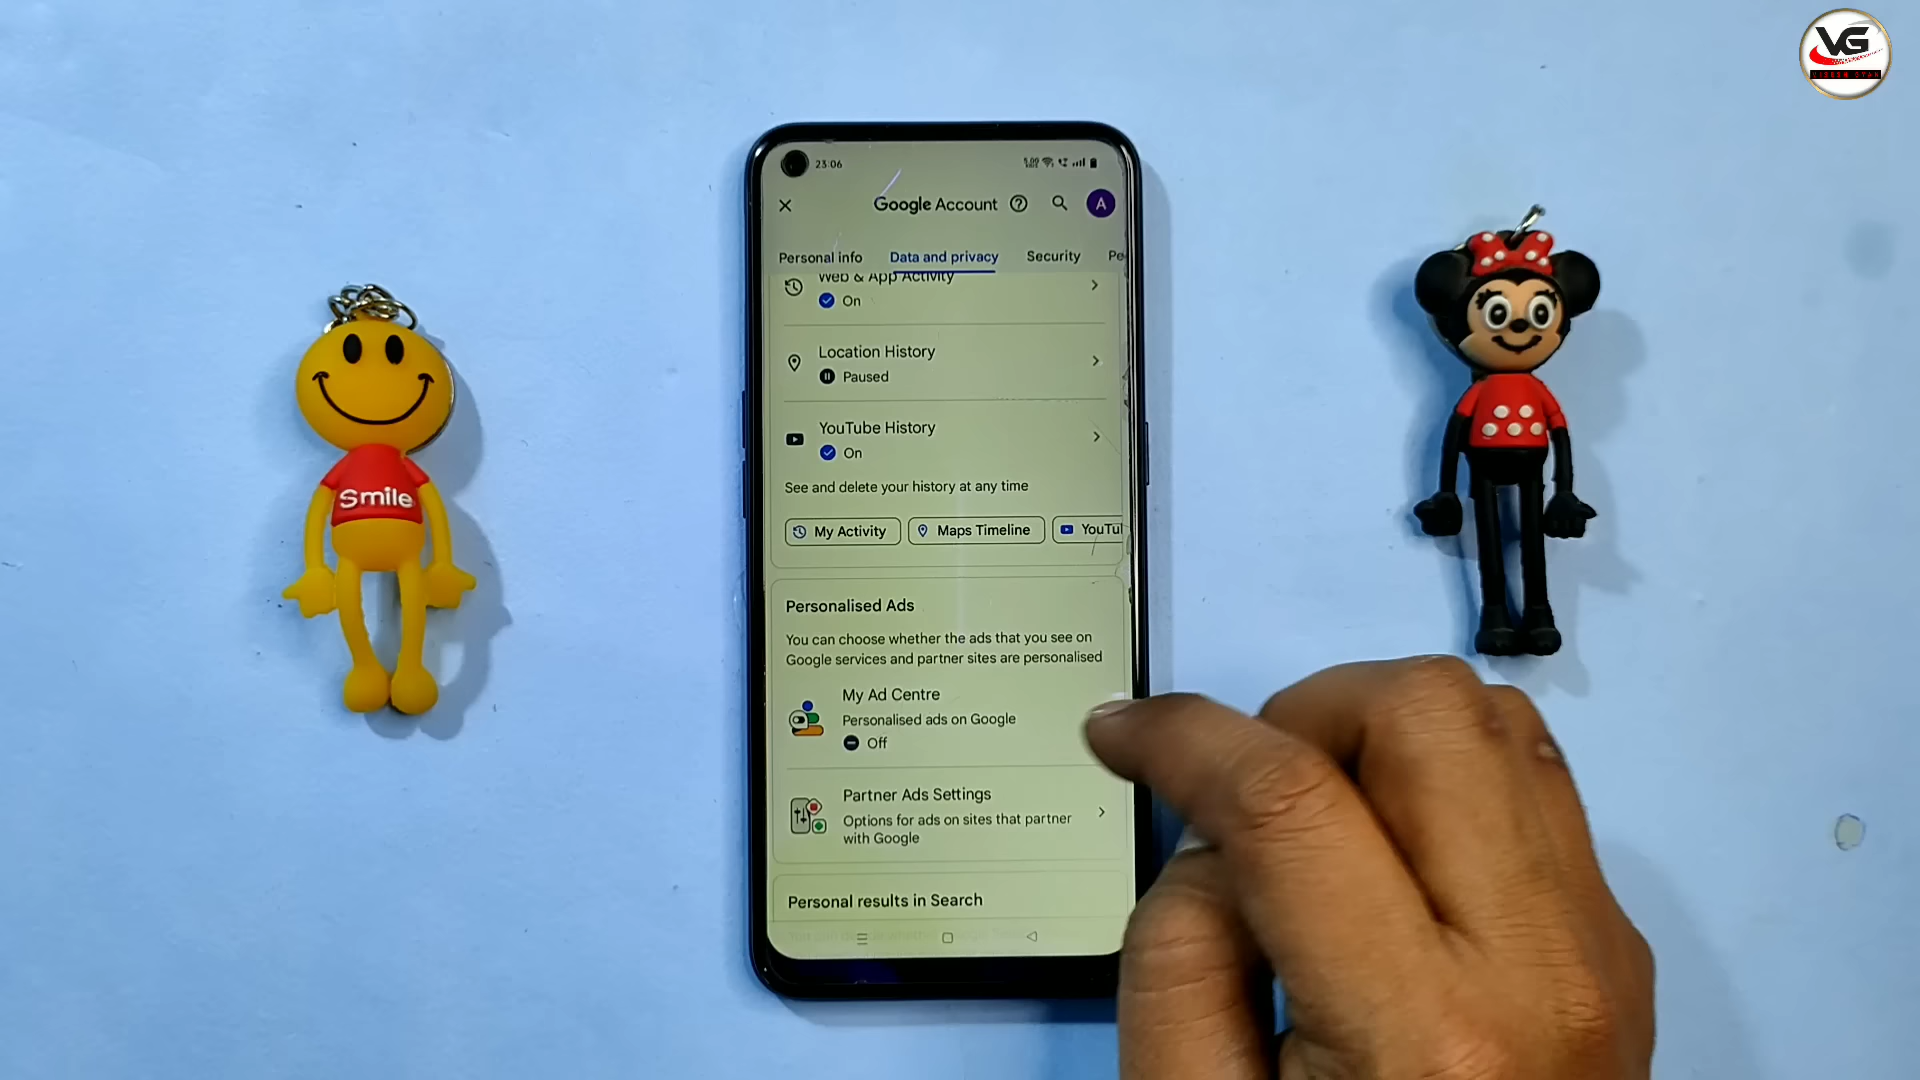 VG
23:06
Google Account
A
Personal info Data and privacy Security Pe
Web & App Activity
On
Location History
Paused
YouTube History
On
See and delete your history at any time
My Activity Maps Timeline YouTu
Personalised Ads
You can choose whether the ads that you see on
Google services and partner sites are personalised
My Ad Centre
Personalised ads on Google
Off
Partner Ads Settings
Options for ads on sites that partner
with Google
Personal results in Search
Smile